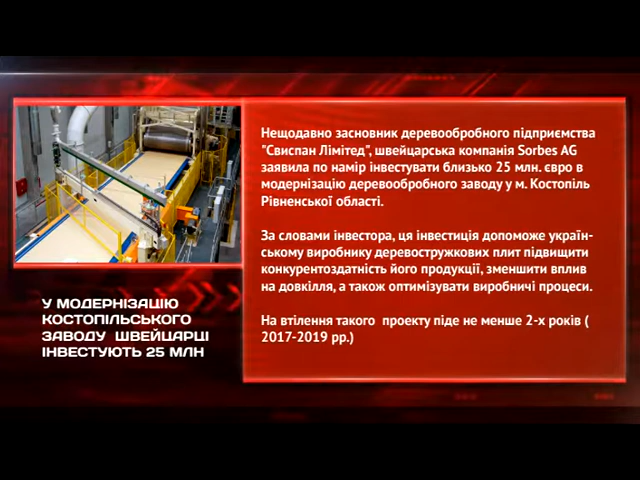 Нещодавно засновник деревообробного підприємства
"Свиспан Лімітед", швейцарська компанія Sorbes AG
заявила по намір інвестувати близько 25 млн. євро в
модернізацію деревообробного заводу у м. Костопіль
Рівненської області.
За словами інвестора, ця інвестиція допоможе україн-
ському виробнику деревостружкових плит підвищити
конкурентоздатність його продукції, зменшити вплив
на довкілля, а також оптимізувати виробничі процеси.
На втілення такого проекту піде не менше 2-х років (
2017-2019 рр.)
У МОДЕРНІЗАЦІЮ
КОСТОПІЛЬСЬКОГО
ЗАВОДУ ШВЕЙЦАРЦІ
ІНВЕСТУЮТЬ 25 МЛН